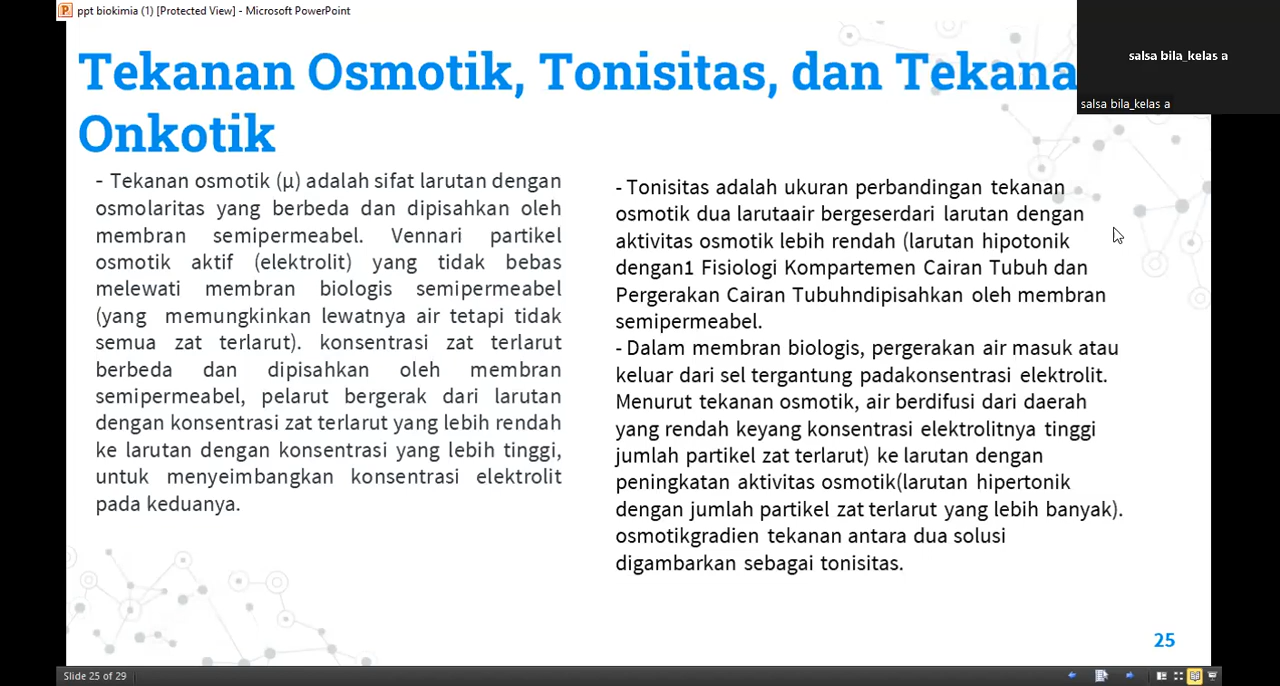 ppt biokimia (1) [Protected View] - Microsoft PowerPoint
salsa bila_kelas a
salsa bila_kelas a
Tekanan Osmotik, Tonisitas, dan Tekana
Onkotik
- Tekanan osmotik (µ) adalah sifat larutan dengan
osmolaritas yang berbeda dan dipisahkan oleh
membran semipermeabel. Vennari partikel
osmotik aktif (elektrolit) yang tidak bebas
melewati membran biologis semipermeabel
(yang memungkinkan lewatnya air tetapi tidak
semua zat terlarut). konsentrasi zat terlarut
berbeda dan dipisahkan oleh membran
semipermeabel, pelarut bergerak dari larutan
dengan konsentrasi zat terlarut yang lebih rendah
ke larutan dengan konsentrasi yang lebih tinggi,
untuk menyeimbangkan konsentrasi elektrolit
pada keduanya.
- Tonisitas adalah ukuran perbandingan tekanan
osmotik dua larutaair bergeserdari larutan dengan
aktivitas osmotik lebih rendah (larutan hipotonik
dengan1 Fisiologi Kompartemen Cairan Tubuh dan
Pergerakan Cairan Tubuhndipisahkan oleh membran
semipermeabel.
- Dalam membran biologis, pergerakan air masuk atau
keluar dari sel tergantung padakonsentrasi elektrolit.
Menurut tekanan osmotik, air berdifusi dari daerah
yang rendah keyang konsentrasi elektrolitnya tinggi
jumlah partikel zat terlarut) ke larutan dengan
peningkatan aktivitas osmotik(larutan hipertonik
dengan jumlah partikel zat terlarut yang lebih banyak).
osmotikgradien tekanan antara dua solusi
digambarkan sebagai tonisitas.
25
Slide 25 of 29